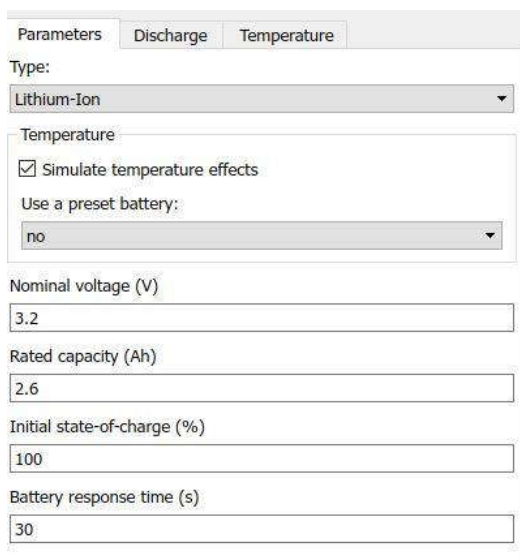 Parameters Discharge Temperature
Type:
Lithium-Ion
Temperature
Simulate temperature effects
Use a preset battery:
no
Nominal voltage (V)
3.2
Rated capacity (Ah)
2.6
Initial state-of-charge (%)
100
Battery response time (s)
30